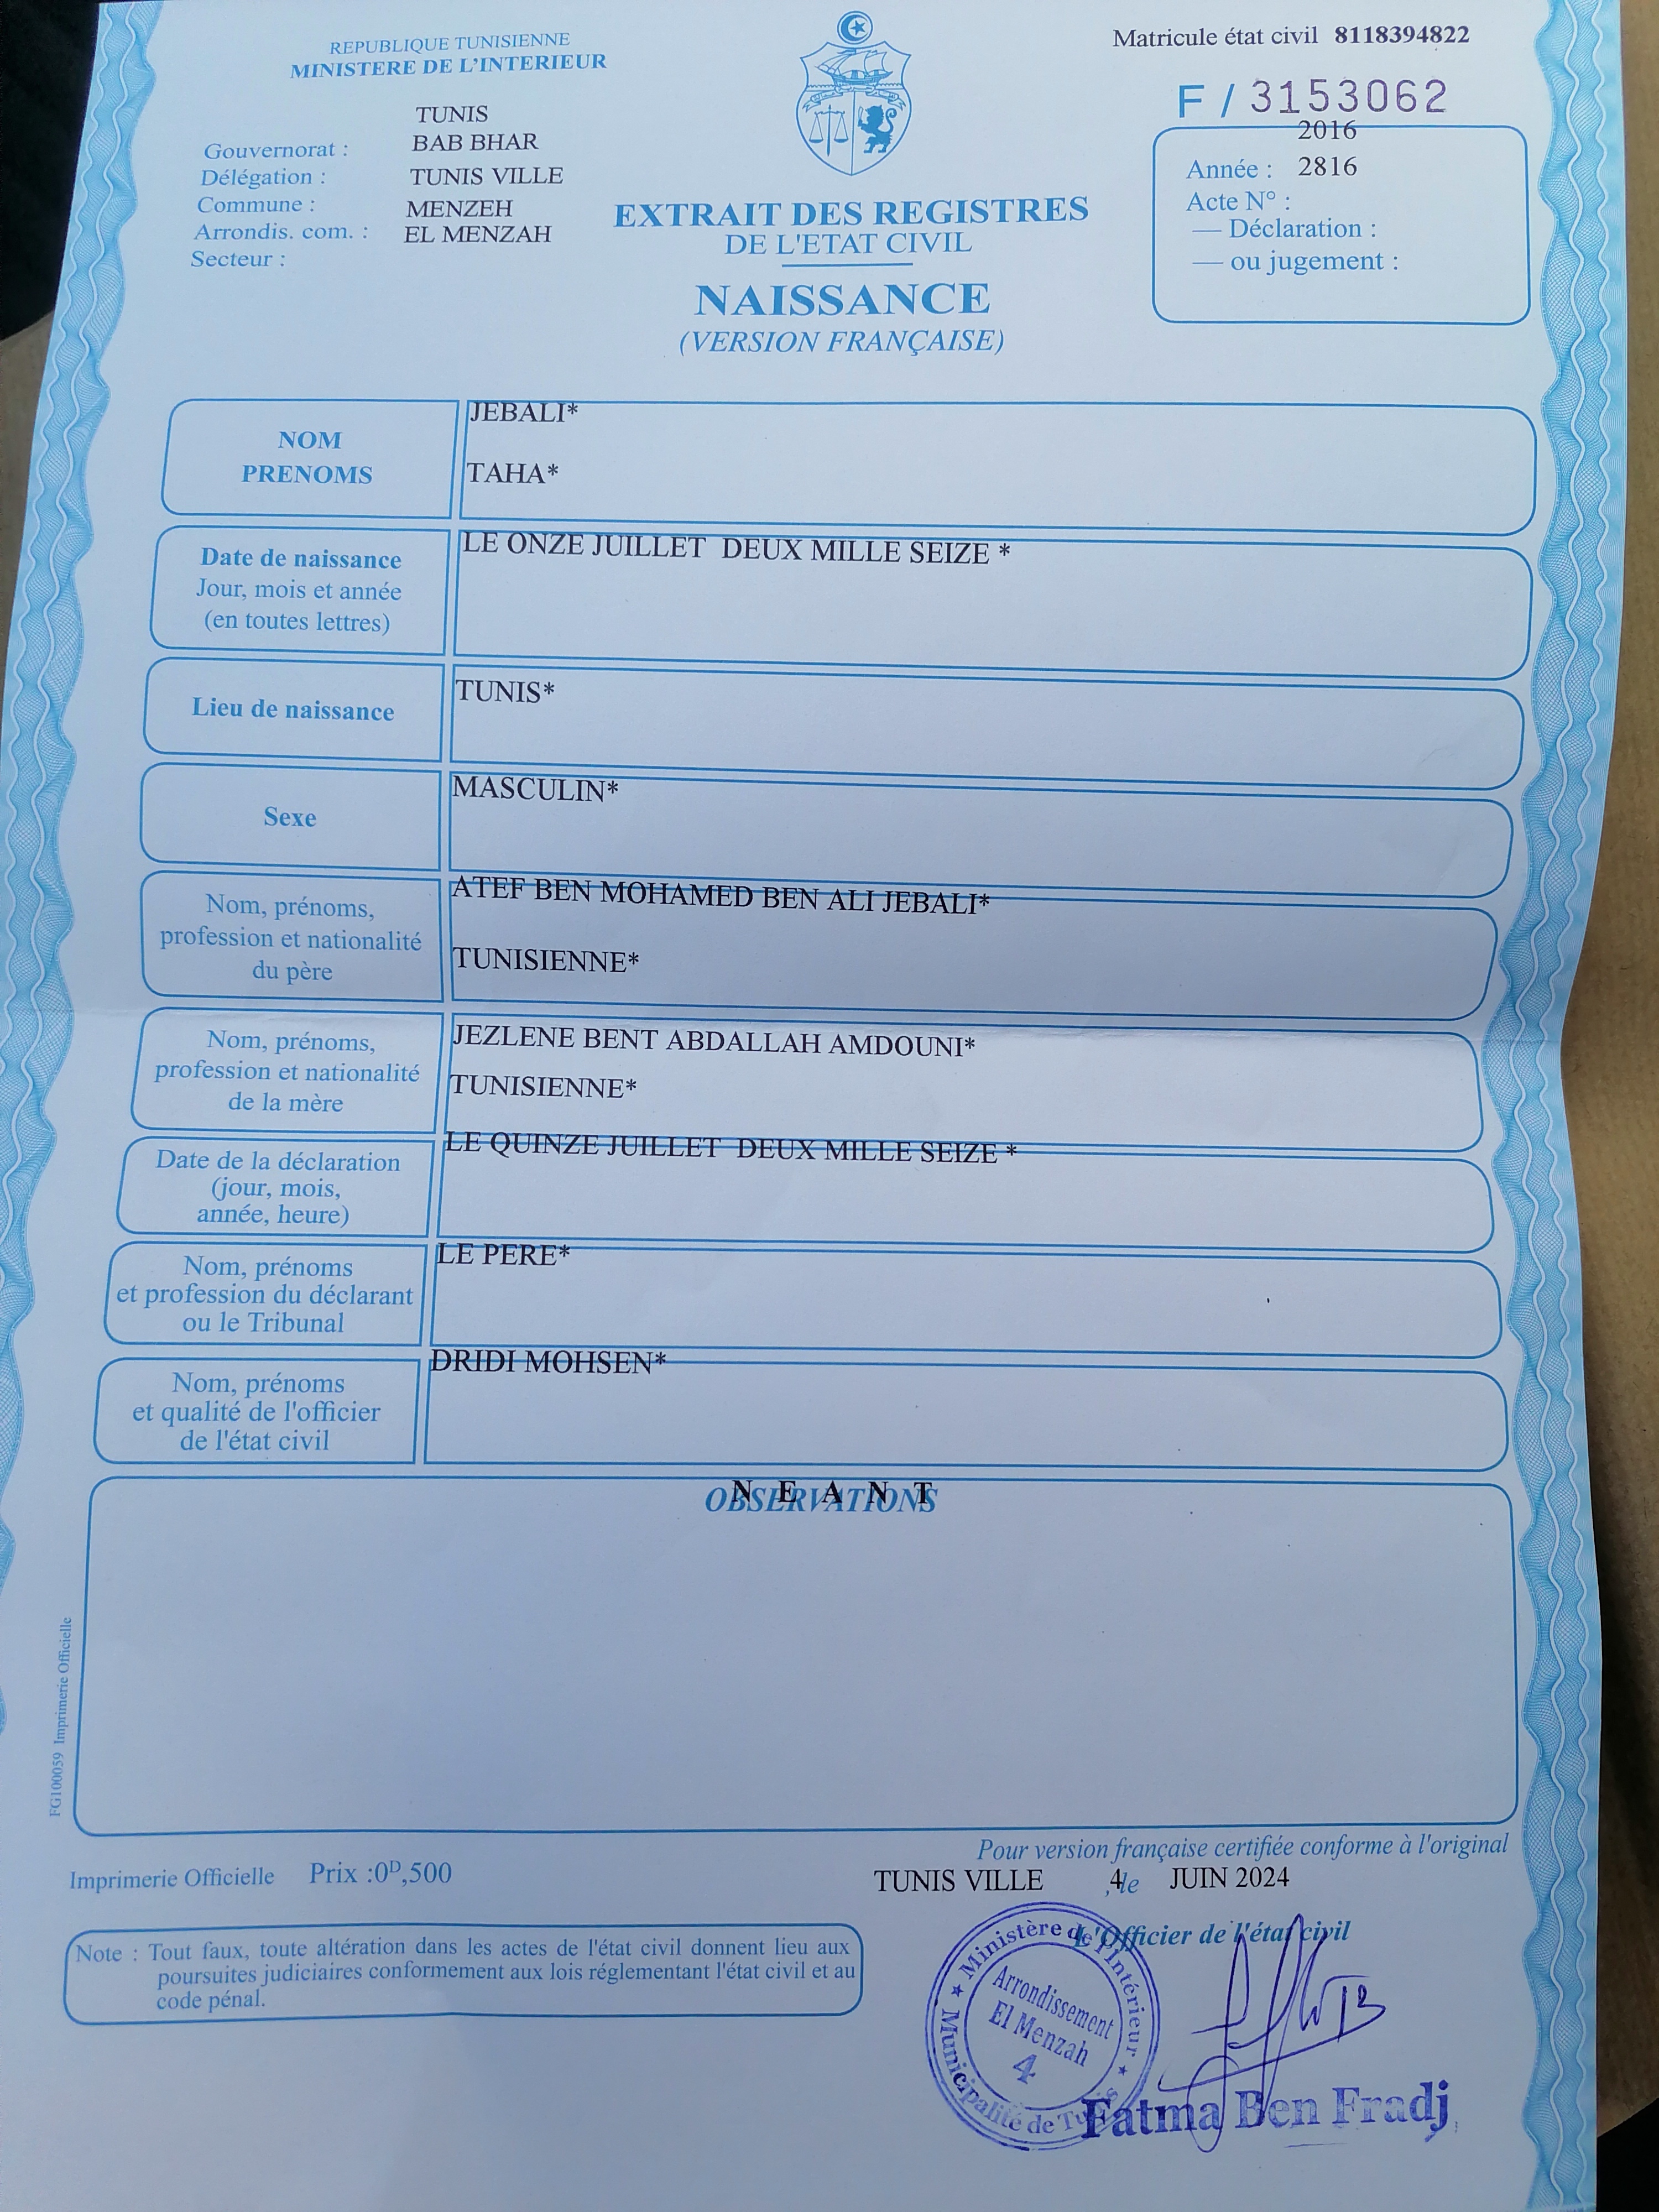 REPUBLIQUE TUNISIENNE
MINISTERE DE L'INTERIEUR
Matricule état civil 8118394822
F / 3153062
TUNIS
Gouvernorat : BAB BHAR
Délégation : TUNIS VILLE
Commune : MENZEH
Arrondis. com. : EL MENZAH
Secteur :
2016
Année : 2816
Acte N° :
— Déclaration :
— ou jugement :
EXTRAIT DES REGISTRES
DE L'ETAT CIVIL
NAISSANCE
(VERSION FRANÇAISE)
NOM
PRENOMS
JEBALI*
TAHA*
Date de naissance
Jour, mois et année
(en toutes lettres)
LE ONZE JUILLET DEUX MILLE SEIZE *
Lieu de naissance
TUNIS*
Sexe
MASCULIN*
Nom, prénoms,
profession et nationalité
du père
ATEF BEN MOHAMED BEN ALI JEBALI*
TUNISIENNE*
Nom, prénoms,
profession et nationalité
de la mère
JEZLENE BENT ABDALLAH AMDOUNI*
TUNISIENNE*
Date de la déclaration
(jour, mois,
année, heure)
LE QUINZE JUILLET DEUX MILLE SEIZE *
Nom, prénoms
et profession du déclarant
ou le Tribunal
LE PERE*
Nom, prénoms
et qualité de l'officier
de l'état civil
DRIDI MOHSEN*
OBSERVATIONS
N E A N T
FG100059 Imprimerie Officielle
Imprimerie Officielle Prix :0D,500
Pour version française certifiée conforme à l'original
TUNIS VILLE ,le 4 JUIN 2024
L'Officier de l'état civil
Note : Tout faux, toute altération dans les actes de l'état civil donnent lieu aux
poursuites judiciaires conformement aux lois réglementant l'état civil et au
code pénal.
Ministère de l'Intérieur
Arrondissement
El Menzah
4
Municipalité de Tunis
Fatma Ben Fradj